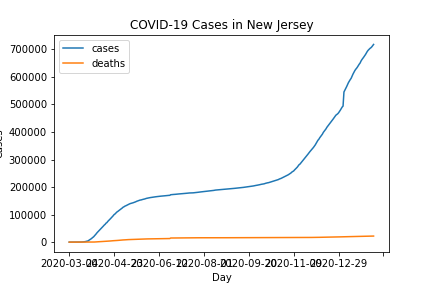 COVID-19 Cases in New Jersey
cases
deaths
700000
600000
500000
400000
300000
200000
100000
0
Cases
2020-03-04 2020-04-23 2020-06-12 2020-08-01 2020-09-20 2020-11-09 2020-12-29
Day